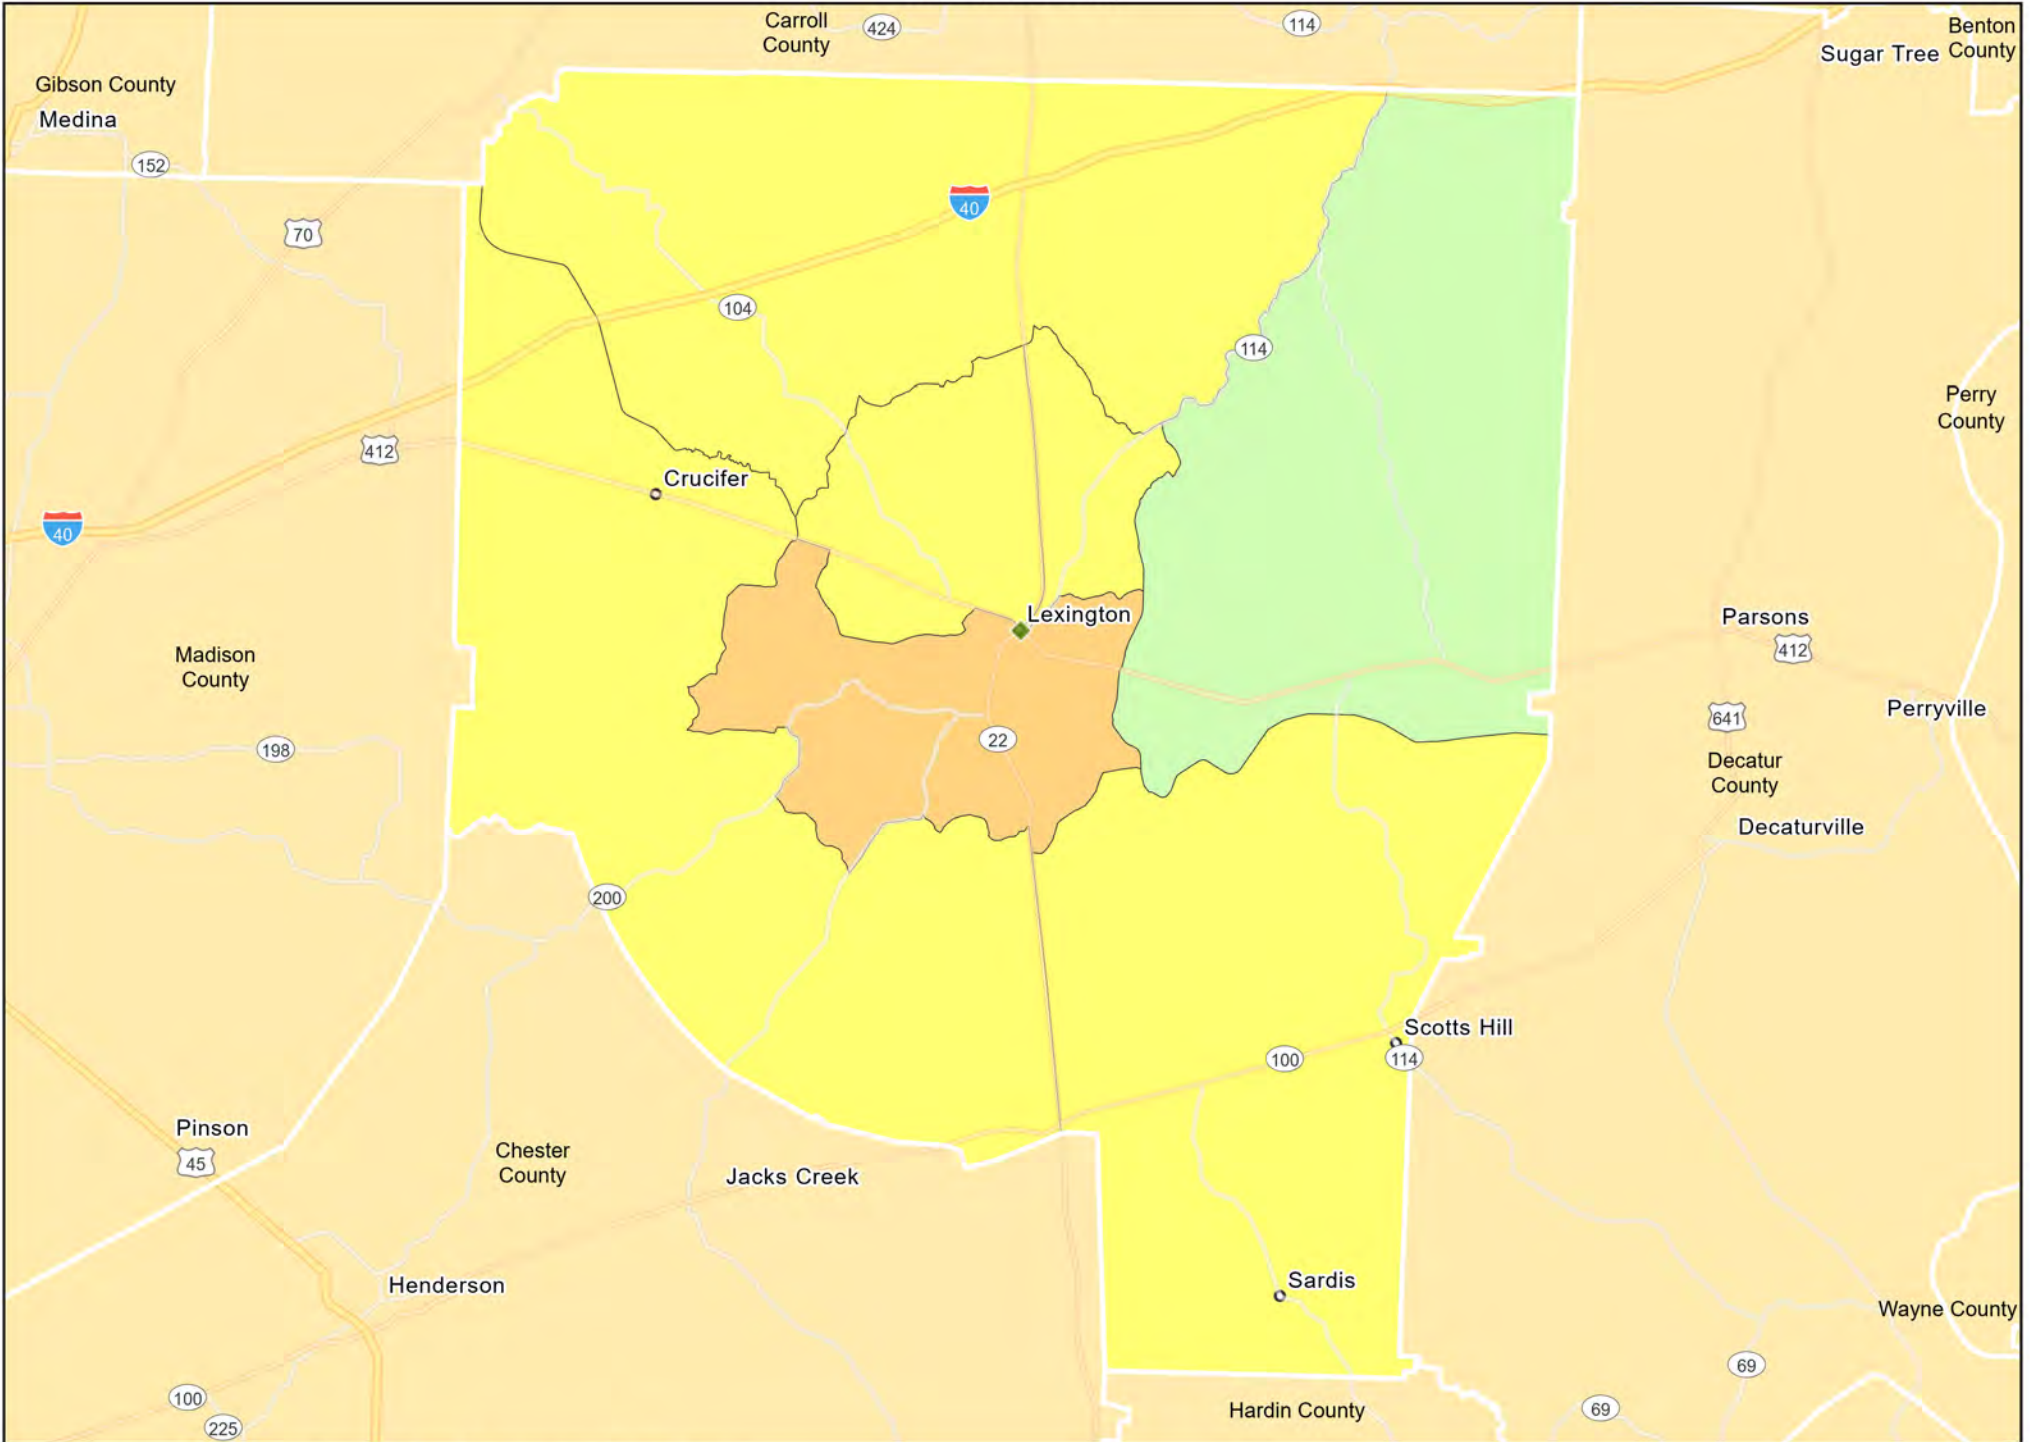 Carroll
County
424
114
Benton
County
Sugar Tree
Gibson County
Medina
152
40
70
104
114
Perry
County
412
Crucifer
40
Lexington
Parsons
412
Madison
County
641
Perryville
198
22
Decatur
County
Decaturville
200
Scotts Hill
100
114
Pinson
45
Chester
County
Jacks Creek
Henderson
Sardis
Wayne County
69
100
225
Hardin County
69